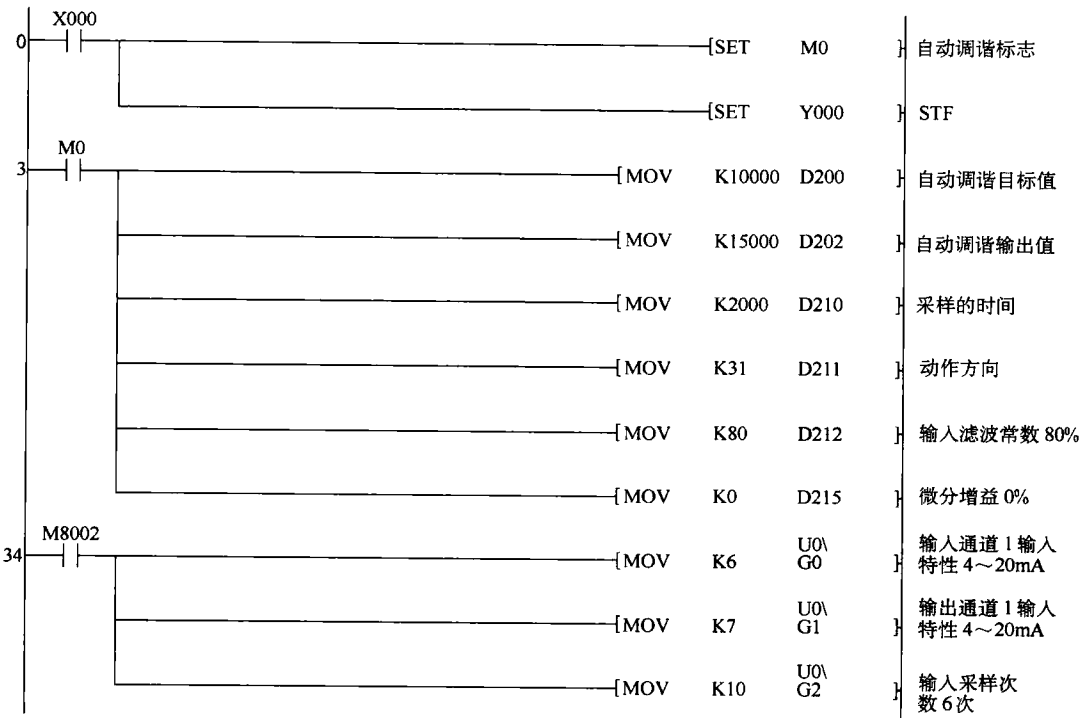 X000
0 [SET M0 ] 自动调谐标志
[SET Y000 ] STF
M0
3 [MOV K10000 D200 ] 自动调谐目标值
[MOV K15000 D202 ] 自动调谐输出值
[MOV K2000 D210 ] 采样的时间
[MOV K31 D211 ] 动作方向
[MOV K80 D212 ] 输入滤波常数 80%
[MOV K0 D215 ] 微分增益 0%
M8002
34 [MOV K6 U0\ G0 ] 输入通道 1 输入
特性 4～20mA
[MOV K7 U0\ G1 ] 输出通道 1 输入
特性 4～20mA
[MOV K10 U0\ G2 ] 输入采样次
数 6 次